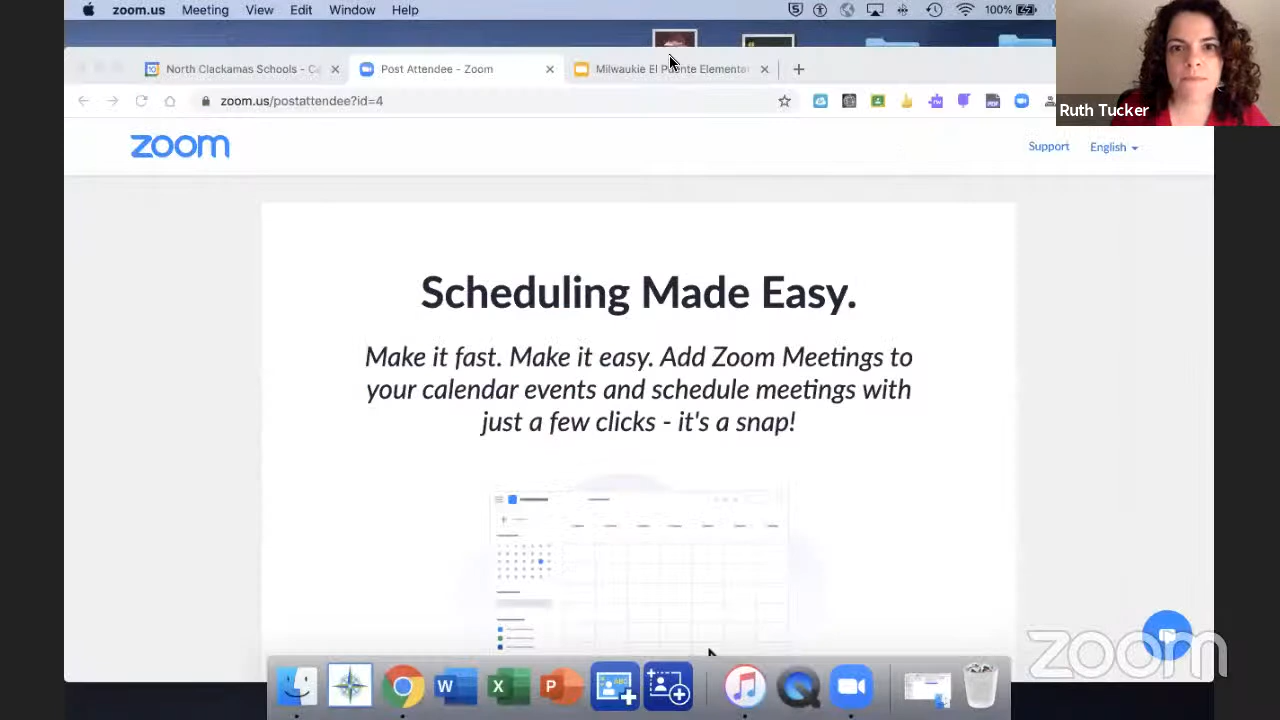 zoom.us Meeting View Edit Window Help 100%
North Clackamas Schools - Ca
Post Attendee - Zoom
Milwaukie El Puente Elementar
zoom.us/postattendee?id=4
Ruth Tucker
zoom
Support English
Scheduling Made Easy.
Make it fast. Make it easy. Add Zoom Meetings to
your calendar events and schedule meetings with
just a few clicks - it's a snap!
zoom
W X P ABC